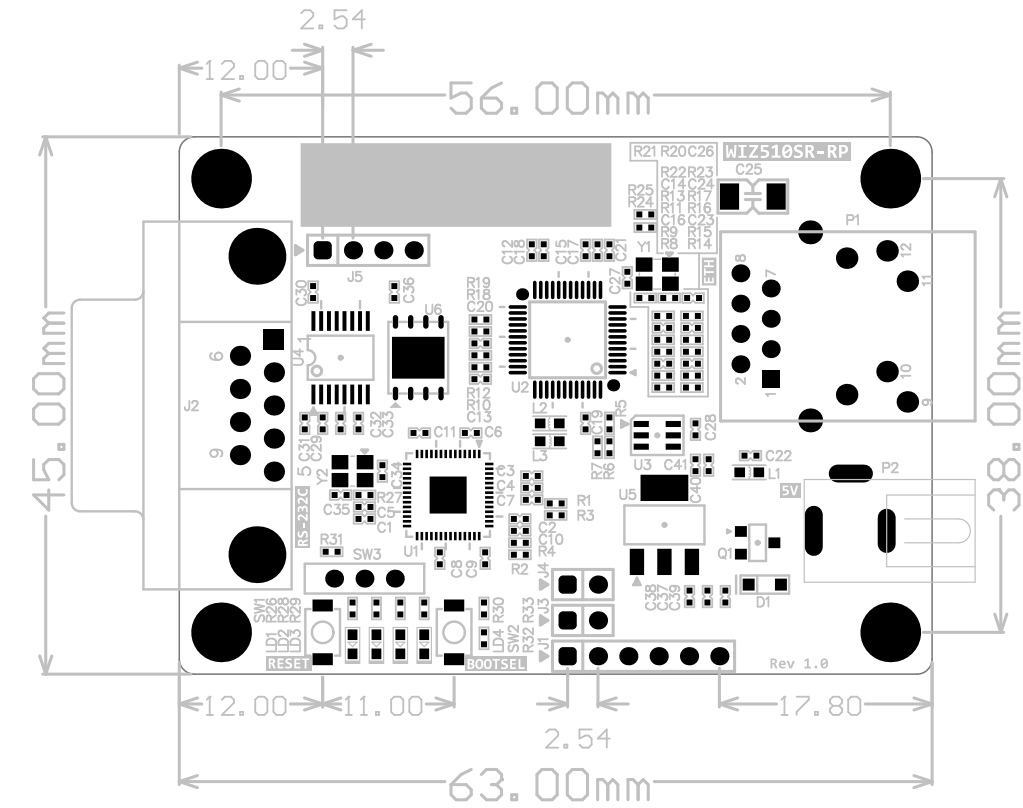 2.54
12.00
56.00mm
R21 R20 C26
WIZ510SR-RP
C25
R22 R23
C14 C24
R13 R17
R11 R16
C16 C23
R9 R15
R8 R14
R25
R24
P1
Y1
C12
C18
C15
C17
C21
C27
ETH
12
11
8
7
J5
C30
C36
R19
R18
C20
U6
U4
1
6
45.00mm
38.00mm
U2
2
1
10
9
R12
R10
C13
L2
C19
R5
J2
C31
C29
C32
C33
C11
C6
L3
R7
R6
U3
C41
C28
C22
9
5
Y2
C34
C3
C4
C7
C40
L1
P2
RS-232C
C35
R27
C5
C1
R1
R3
U5
5V
U1
C2
C10
R4
R2
Q1
R31
SW3
C8
C9
J4
C38
C37
C39
D1
SW1
R26
R28
R29
R30
R33
J3
LD1
LD2
LD3
LD4
SW2
R32
J1
RESET
BOOTSEL
Rev 1.0
12.00
11.00
17.80
2.54
63.00mm